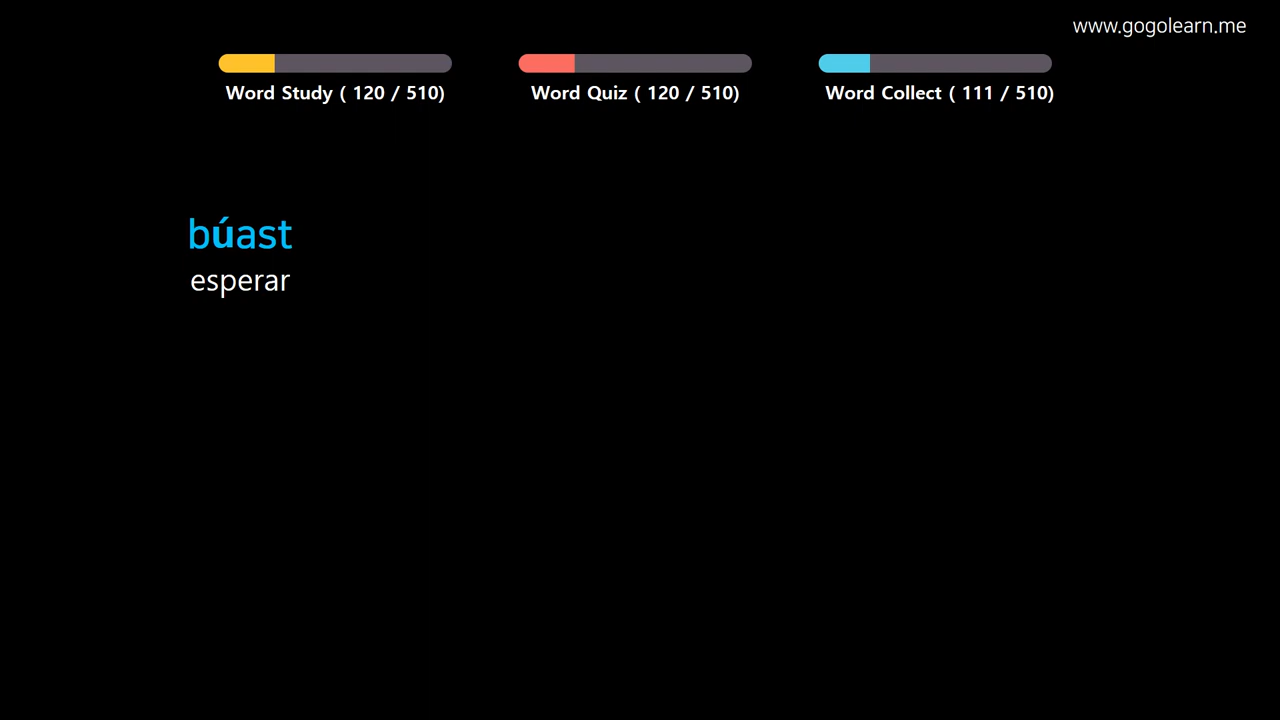 www.gogolearn.me
Word Study ( 120 / 510)
Word Quiz ( 120 / 510)
Word Collect ( 111 / 510)
búast
esperar